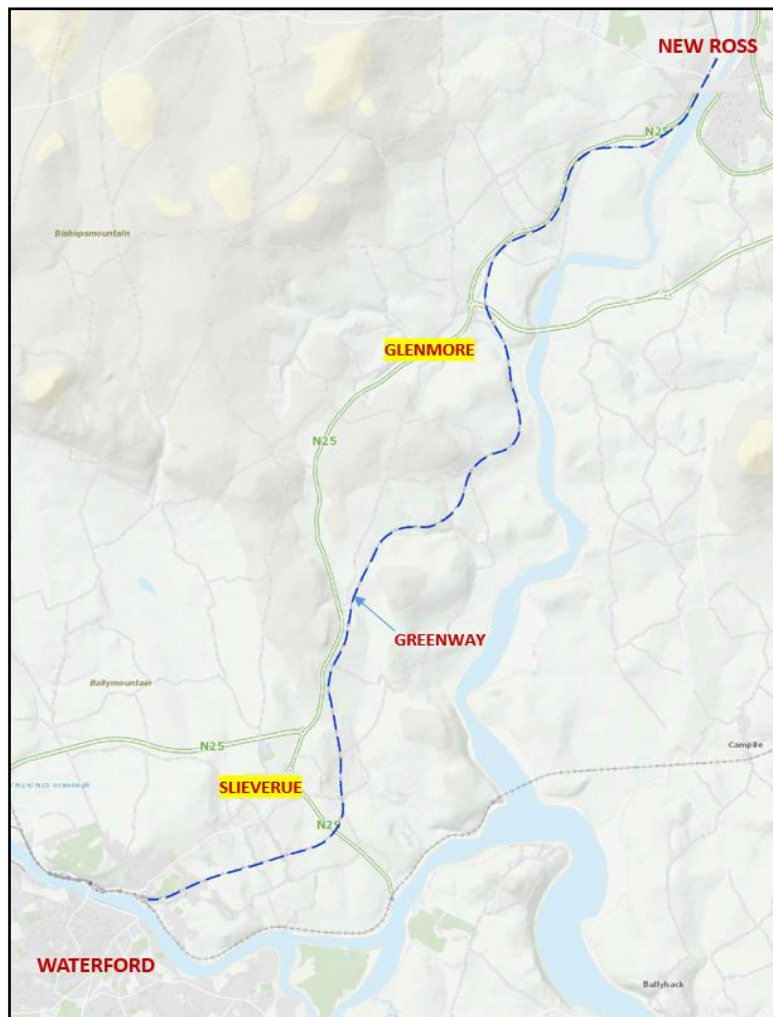 NEW ROSS
N25
Bishopsmountain
GLENMORE
N25
GREENWAY
Ballymountain
N25
Campile
SLIEVERUE
N29
WATERFORD
Ballyhack